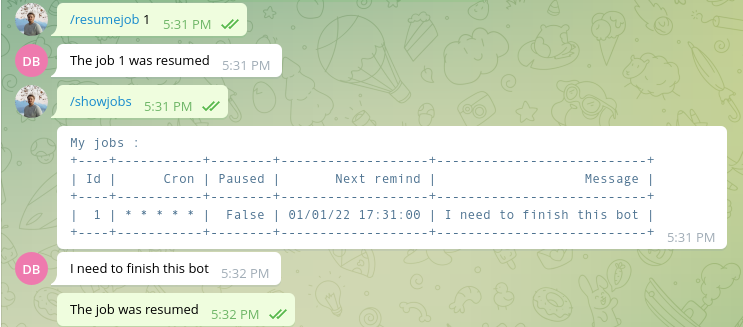 /resumejob 1 5:31 PM
DB The job 1 was resumed 5:31 PM
/showjobs 5:31 PM
My jobs :
+----+-----------+--------+-------------------+----------------------------+
| Id |      Cron | Paused |       Next remind |                    Message |
+----+-----------+--------+-------------------+----------------------------+
|  1 | * * * * * |  False | 01/01/22 17:31:00 | I need to finish this bot |
+----+-----------+--------+-------------------+----------------------------+
5:31 PM
DB I need to finish this bot 5:32 PM
The job was resumed 5:32 PM